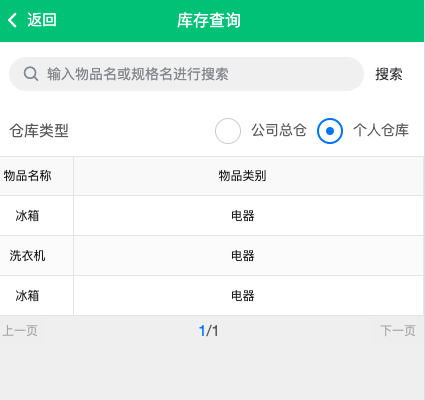 返回 库存查询
输入物品名或规格名进行搜索 搜索
仓库类型 公司总仓 个人仓库
物品名称 物品类别
冰箱 电器
洗衣机 电器
冰箱 电器
上一页 1/1 下一页